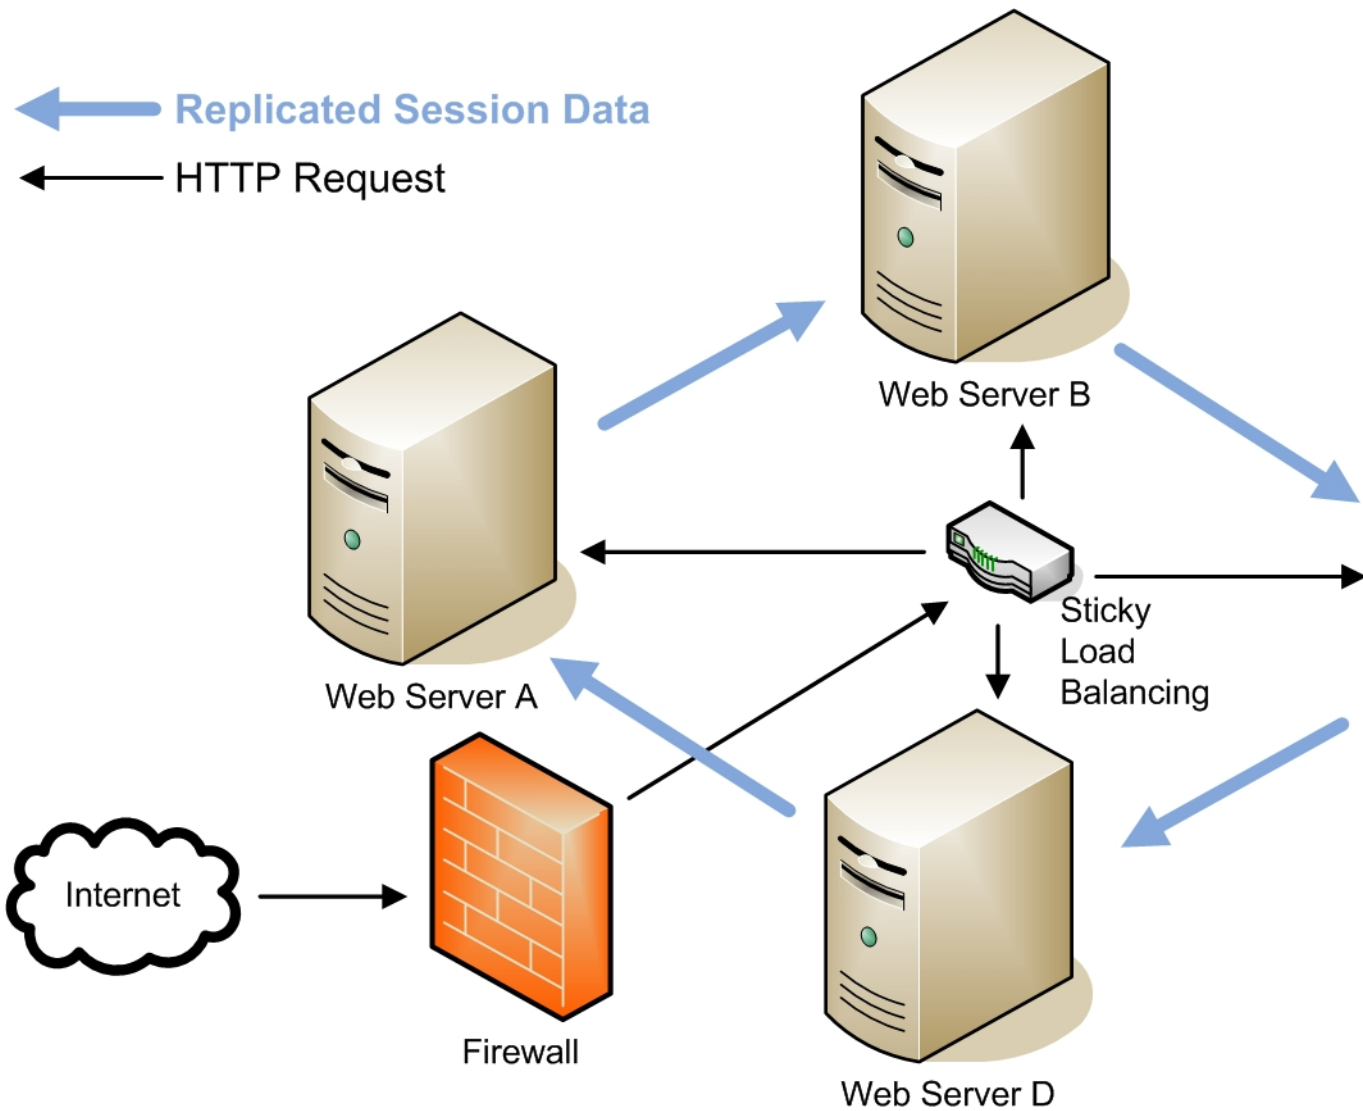 Replicated Session Data
HTTP Request
Web Server B
Sticky
Load
Balancing
Web Server A
Internet
Firewall
Web Server D